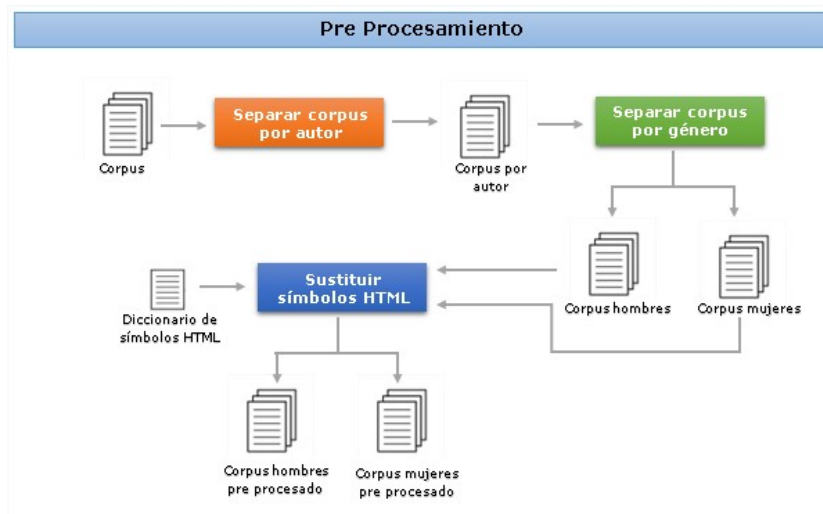 Pre Procesamiento
Separar corpus
por autor
Separar corpus
por género
Corpus
Corpus por
autor
Sustituir
símbolos HTML
Diccionario de
símbolos HTML
Corpus hombres
Corpus mujeres
Corpus hombres
pre procesado
Corpus mujeres
pre procesado